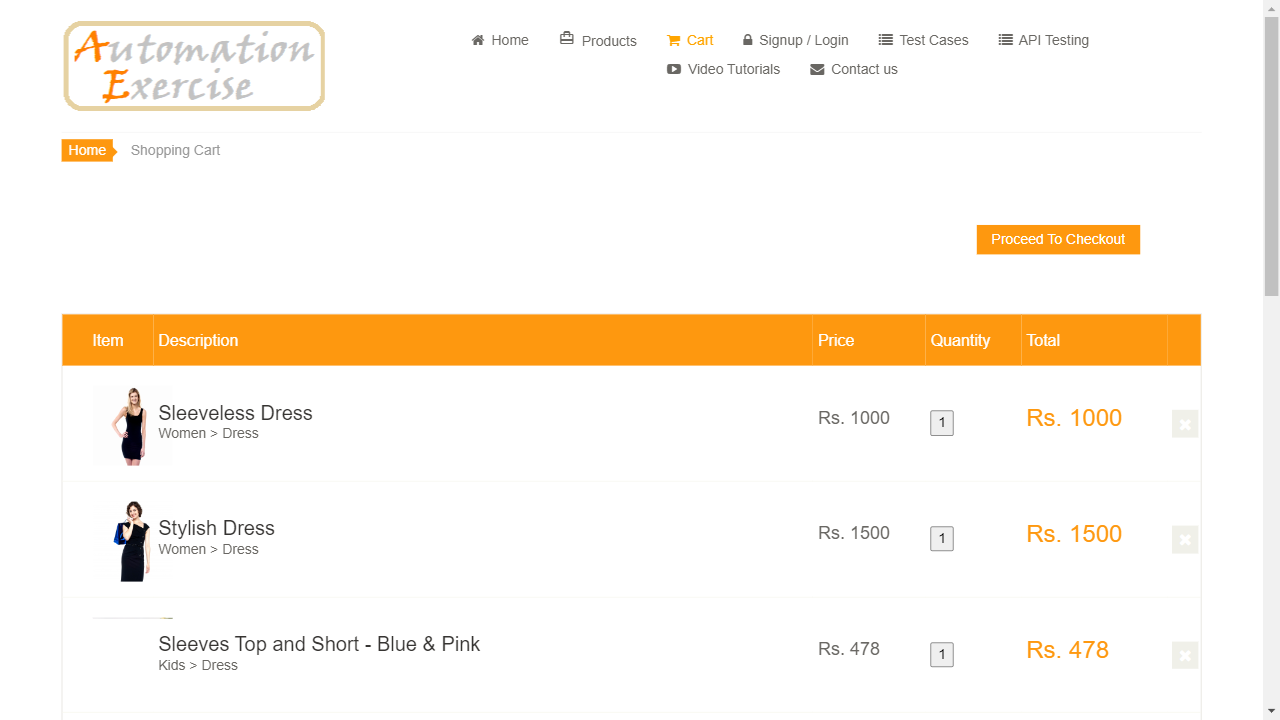 Automation
Exercise
Home Products Cart Signup / Login Test Cases API Testing
Video Tutorials Contact us
Home Shopping Cart
Proceed To Checkout
Item Description Price Quantity Total
Sleeveless Dress
Women > Dress
Rs. 1000 1 Rs. 1000
Stylish Dress
Women > Dress
Rs. 1500 1 Rs. 1500
Sleeves Top and Short - Blue & Pink
Kids > Dress
Rs. 478 1 Rs. 478